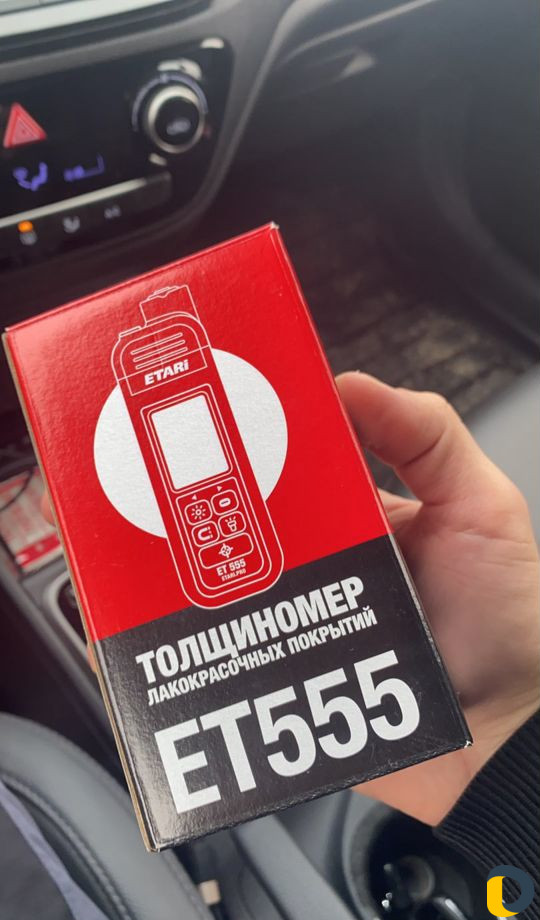 ETARI
ET 555
ETARI.PRO
ТОЛЩИНОМЕР
ЛАКОКРАСОЧНЫХ ПОКРЫТИЙ
ET555